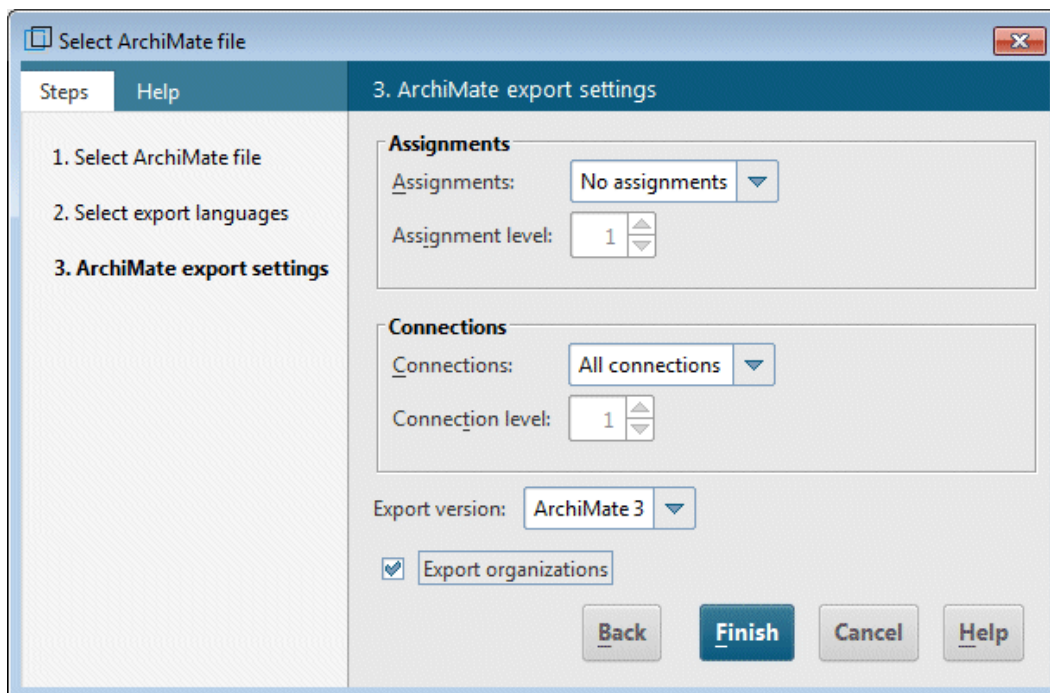 Select ArchiMate file
Steps Help
3. ArchiMate export settings
1. Select ArchiMate file
2. Select export languages
3. ArchiMate export settings
Assignments
Assignments: No assignments
Assignment level: 1
Connections
Connections: All connections
Connection level: 1
Export version: ArchiMate 3
Export organizations
Back Finish Cancel Help